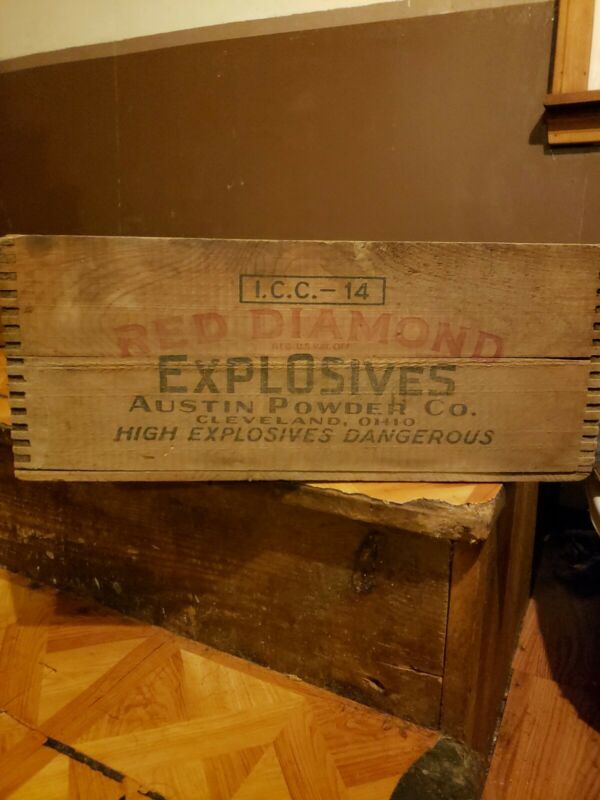 I.C.C.-14
RED DIAMOND
REG. U.S. PAT. OFF.
EXPLOSIVES
AUSTIN POWDER CO.
CLEVELAND, OHIO
HIGH EXPLOSIVES DANGEROUS